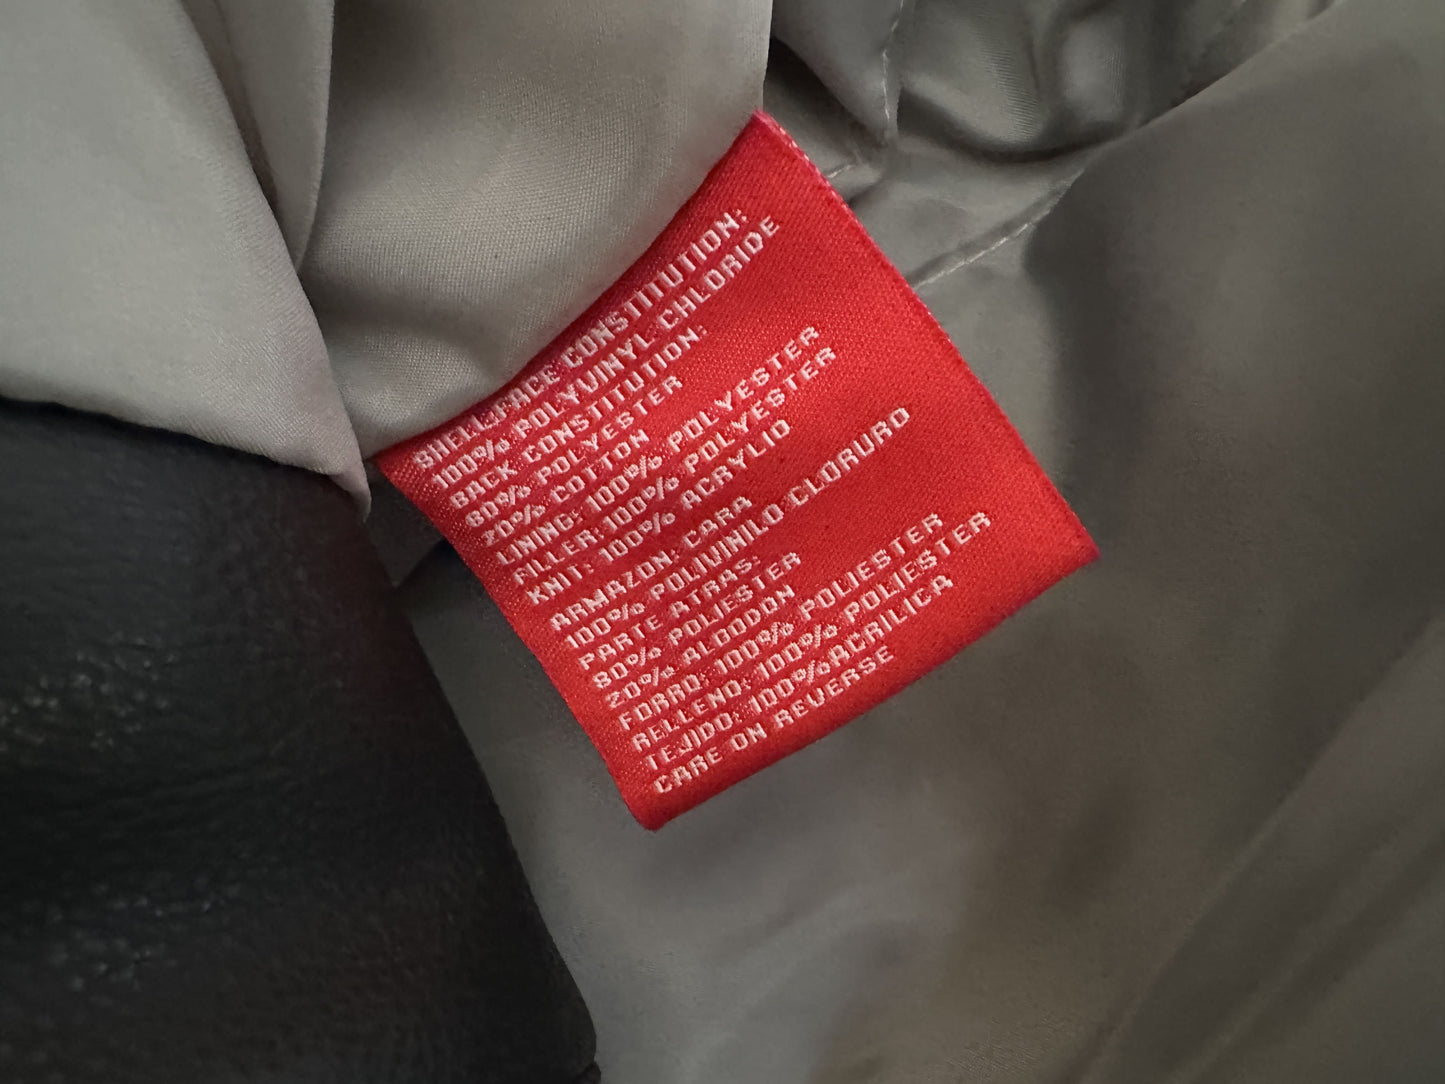 SHELL:FACE CONSTITUTION:
100% POLYVINYL CHLORIDE
BACK CONSTITUTION:
80% POLYESTER
20% COTTON
LINING: 100% POLYESTER
FILLER:100% POLYESTER
KNIT: 100% ACRYLIC
ARMAZON: CARA
100% POLIVINILO CLORURO
PARTE ATRAS:
80% POLIESTER
20% ALGODON
FORRO: 100% POLIESTER
RELLENO: 100% POLIESTER
TEJIDO: 100%ACRILICA
CARE ON REVERSE